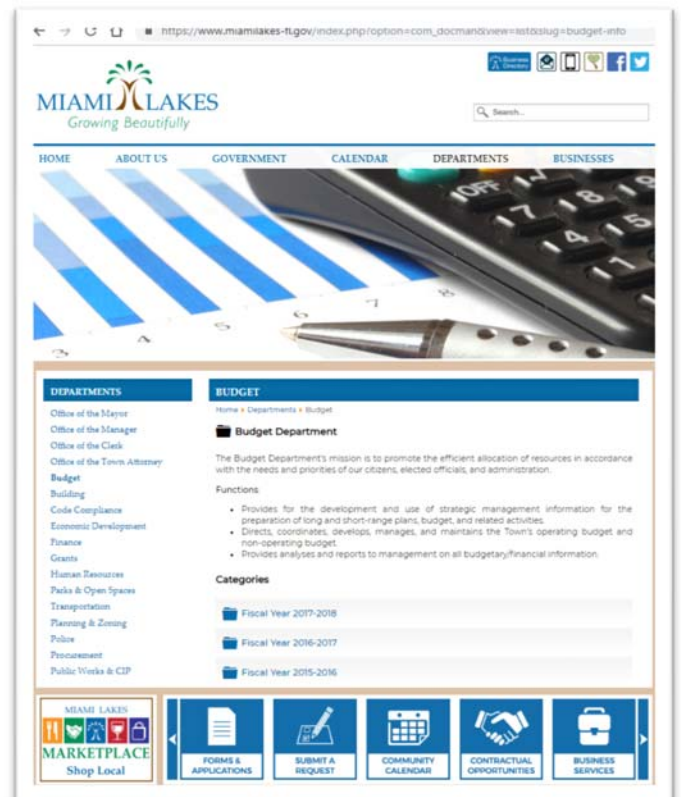 https://www.miamilakes-fl.gov/index.php?option=com_docman&view=list&slug=budget-info
Business Directory
MIAMI LAKES
Growing Beautifully
Search...
HOME ABOUT US GOVERNMENT CALENDAR DEPARTMENTS BUSINESSES
OFF
3 4 5 6 7 8
DEPARTMENTS
Office of the Mayor
Office of the Manager
Office of the Clerk
Office of the Town Attorney
Budget
Building
Code Compliance
Economic Development
Finance
Grants
Human Resources
Parks & Open Spaces
Transportation
Planning & Zoning
Police
Procurement
Public Works & CIP
BUDGET
Home Departments Budget
Budget Department
The Budget Department's mission is to promote the efficient allocation of resources in accordance
with the needs and priorities of our citizens, elected officials, and administration.
Functions:
• Provides for the development and use of strategic management information for the
preparation of long and short-range plans, budget, and related activities.
• Directs, coordinates, develops, manages, and maintains the Town's operating budget and
non-operating budget.
• Provides analyses and reports to management on all budgetary/financial information.
Categories
Fiscal Year 2017-2018
Fiscal Year 2016-2017
Fiscal Year 2015-2016
MIAMI LAKES
MARKETPLACE
Shop Local
FORMS &
APPLICATIONS
SUBMIT A
REQUEST
COMMUNITY
CALENDAR
CONTRACTUAL
OPPORTUNITIES
BUSINESS
SERVICES